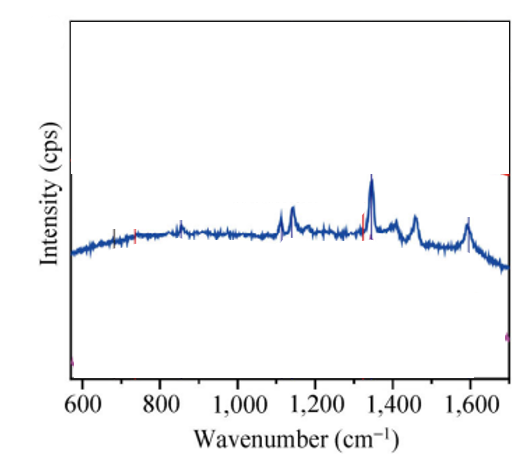 Intensity (cps)
600 800 1,000 1,200 1,400 1,600
Wavenumber (cm⁻¹)